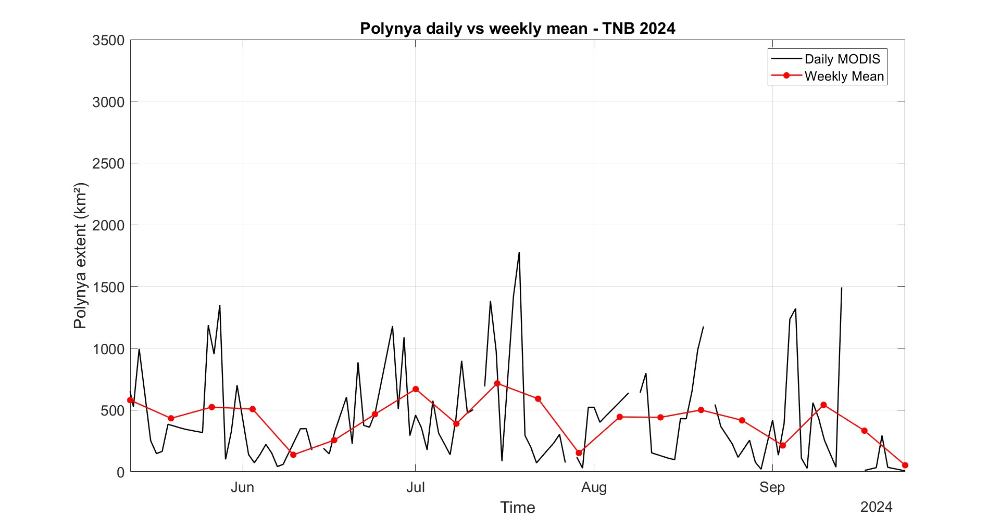 Polynya daily vs weekly mean - TNB 2024
Daily MODIS
Weekly Mean
Polynya extent (km²)
3500
3000
2500
2000
1500
1000
500
0
Jun
Jul
Aug
Sep
Time
2024